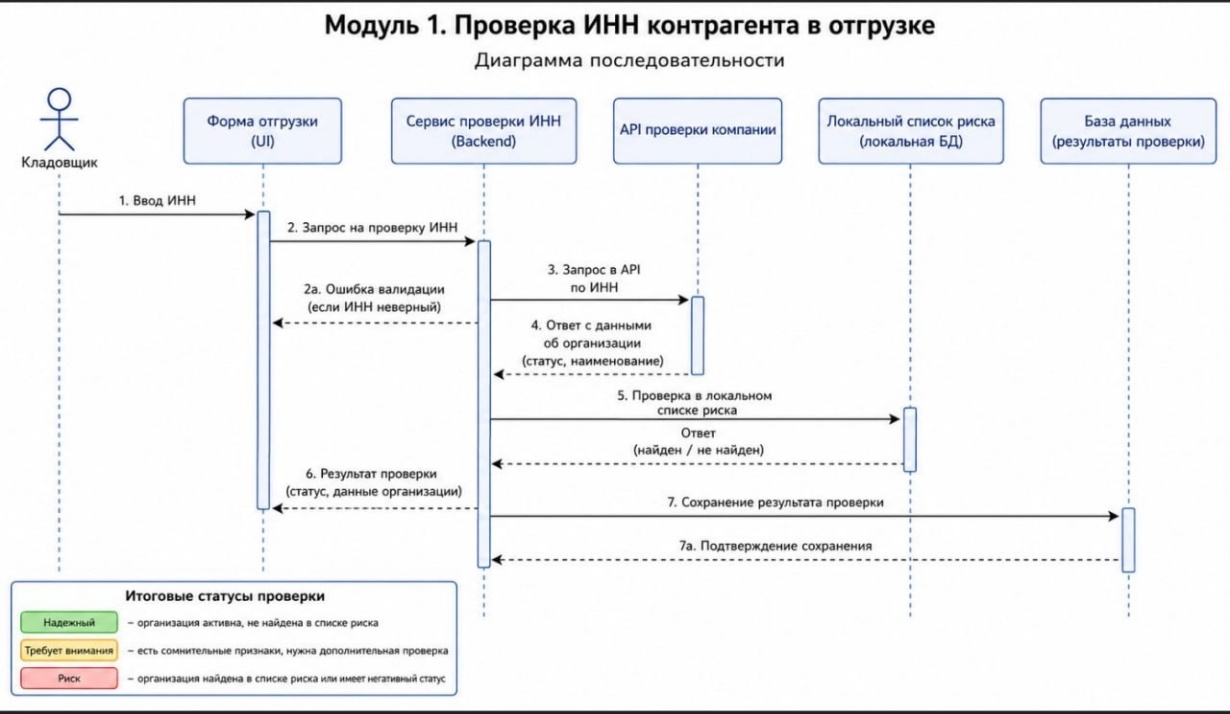 Модуль 1. Проверка ИНН контрагента в отгрузке
Диаграмма последовательности
Кладовщик
Форма отгрузки
(UI)
Сервис проверки ИНН
(Backend)
API проверки компании
Локальный список риска
(локальная БД)
База данных
(результаты проверки)
1. Ввод ИНН
2. Запрос на проверку ИНН
3. Запрос в API
по ИНН
2а. Ошибка валидации
(если ИНН неверный)
4. Ответ с данными
об организации
(статус, наименование)
5. Проверка в локальном
списке риска
Ответ
(найден / не найден)
6. Результат проверки
(статус, данные организации)
7. Сохранение результата проверки
7а. Подтверждение сохранения
Итоговые статусы проверки
Надежный – организация активна, не найдена в списке риска
Требует внимания – есть сомнительные признаки, нужна дополнительная проверка
Риск – организация найдена в списке риска или имеет негативный статус